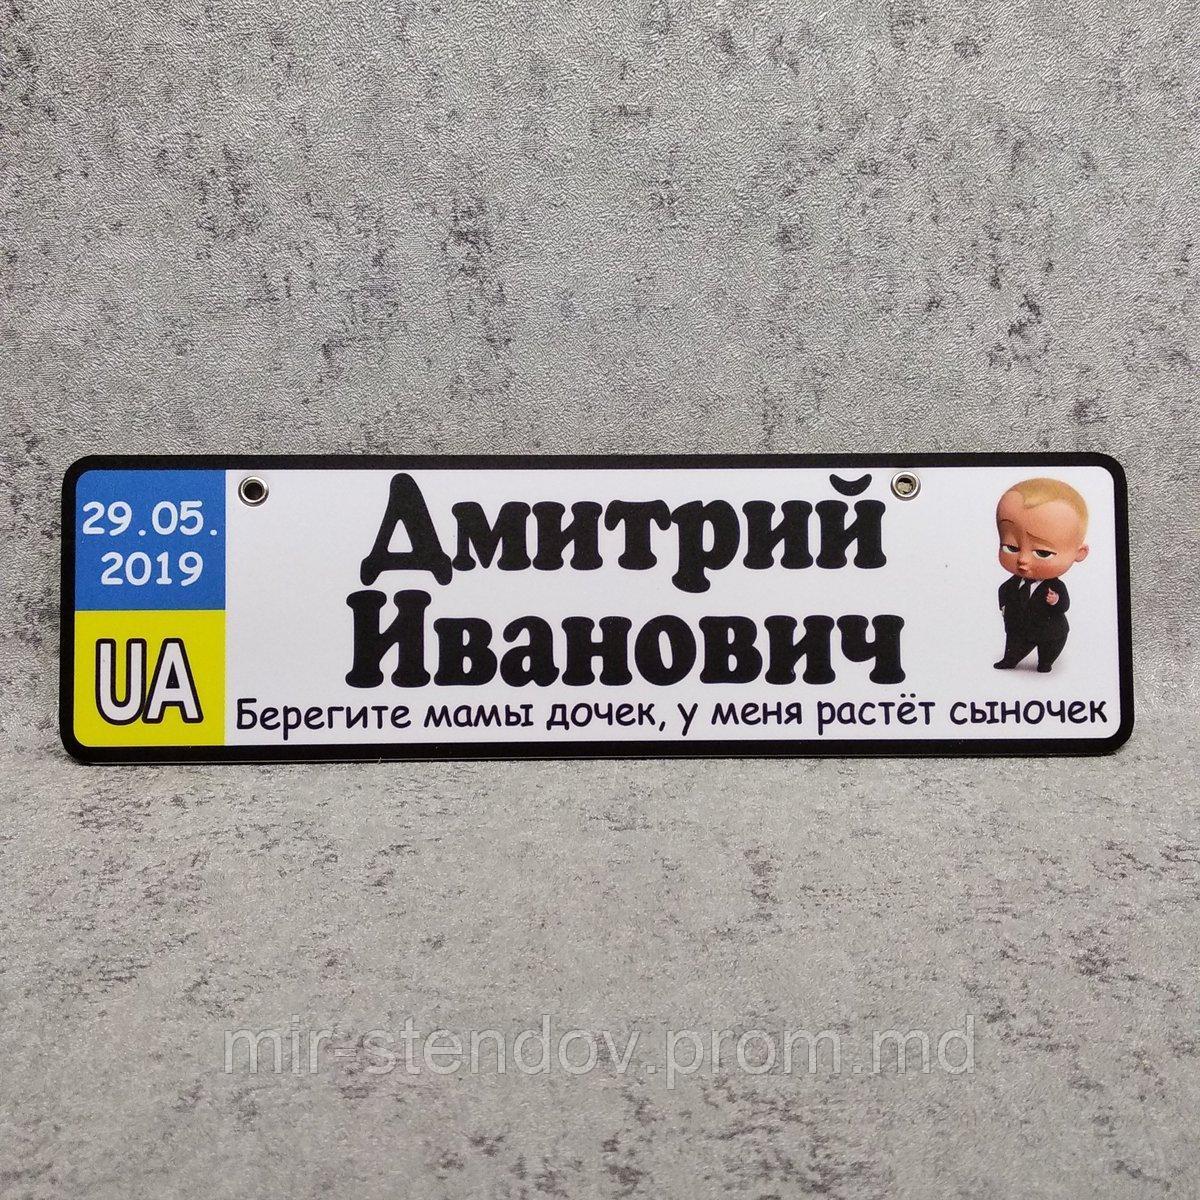 29.05.
2019
UA
Дмитрий
Иванович
Берегите мамы дочек, у меня растёт сыночек
mir-stendov.prom.md